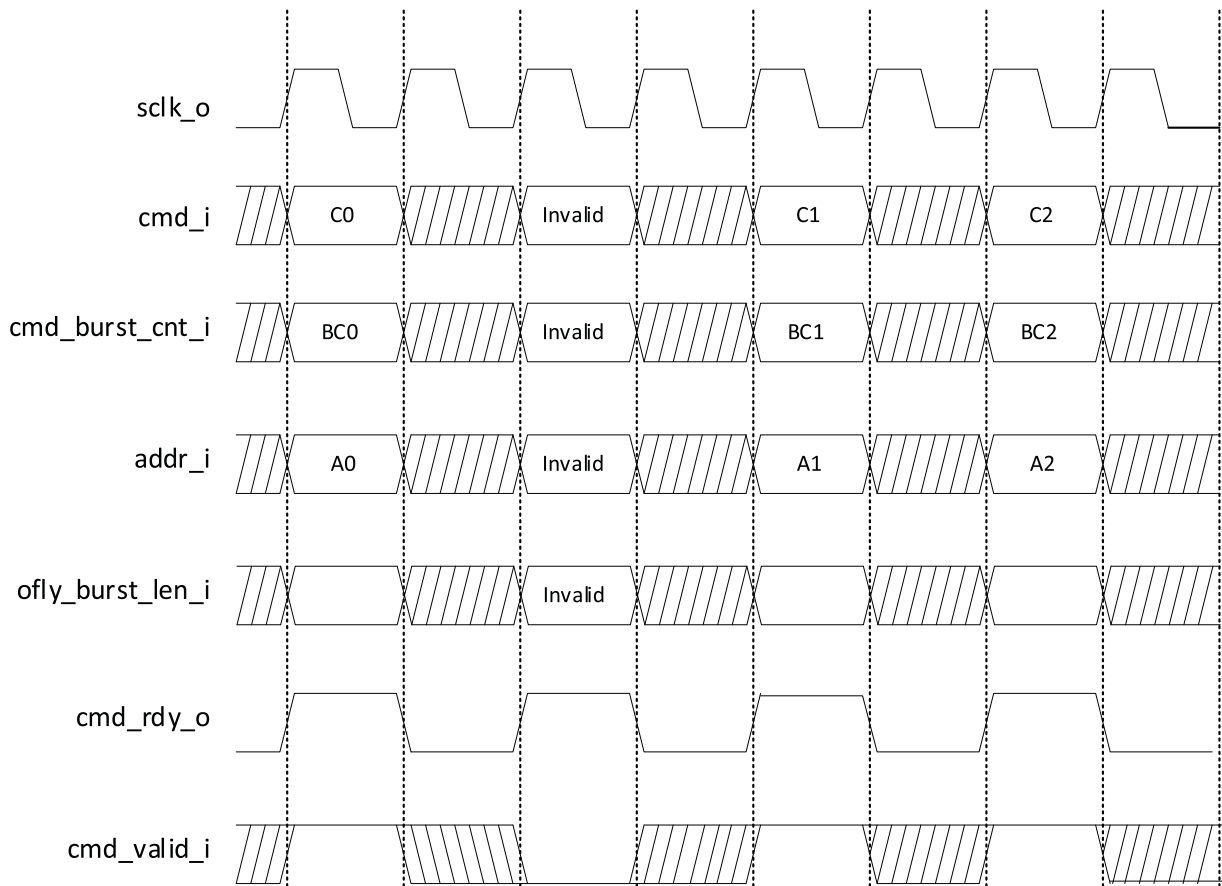 sclk_o
cmd_i C0 Invalid C1 C2
cmd_burst_cnt_i BC0 Invalid BC1 BC2
addr_i A0 Invalid A1 A2
ofly_burst_len_i Invalid
cmd_rdy_o
cmd_valid_i